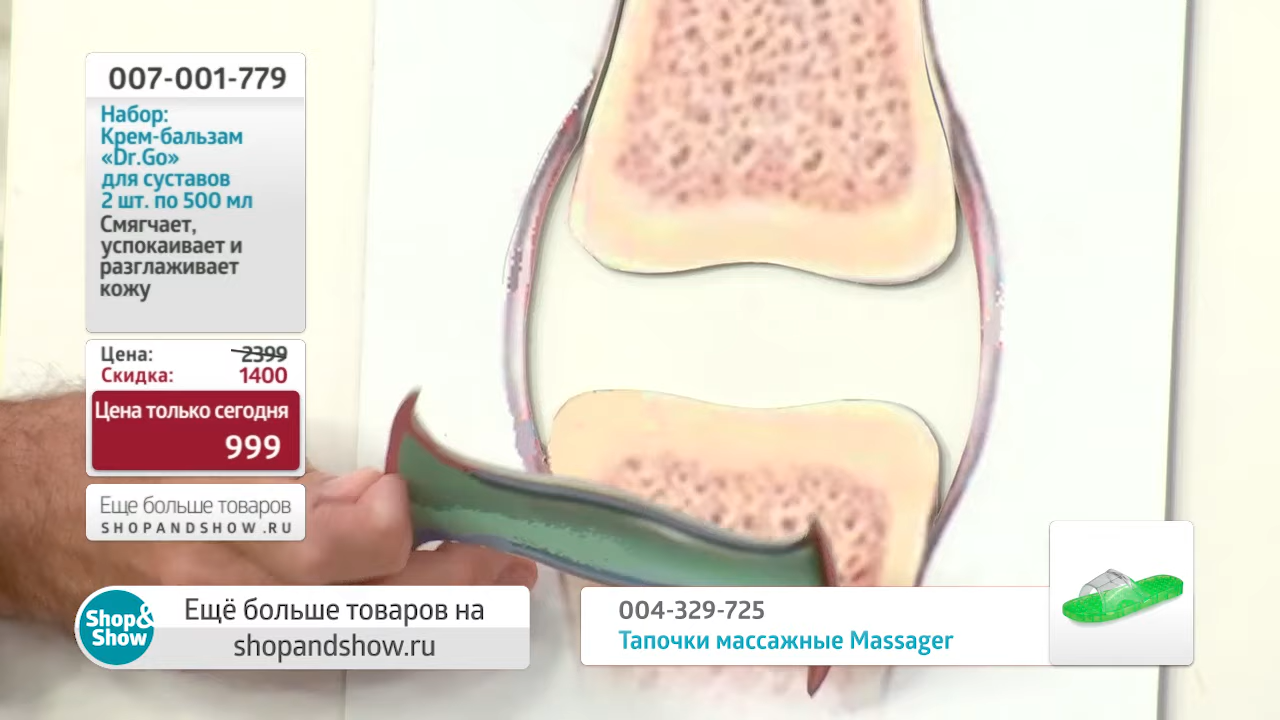 007-001-779
Набор:
Крем-бальзам
«Dr.Go»
для суставов
2 шт. по 500 мл
Смягчает,
успокаивает и
разглаживает
кожу
Цена: 2399
Скидка: 1400
Цена только сегодня
999
Еще больше товаров
SHOPANDSHOW.RU
Shop&
Show
Ещё больше товаров на
shopandshow.ru
004-329-725
Тапочки массажные Massager